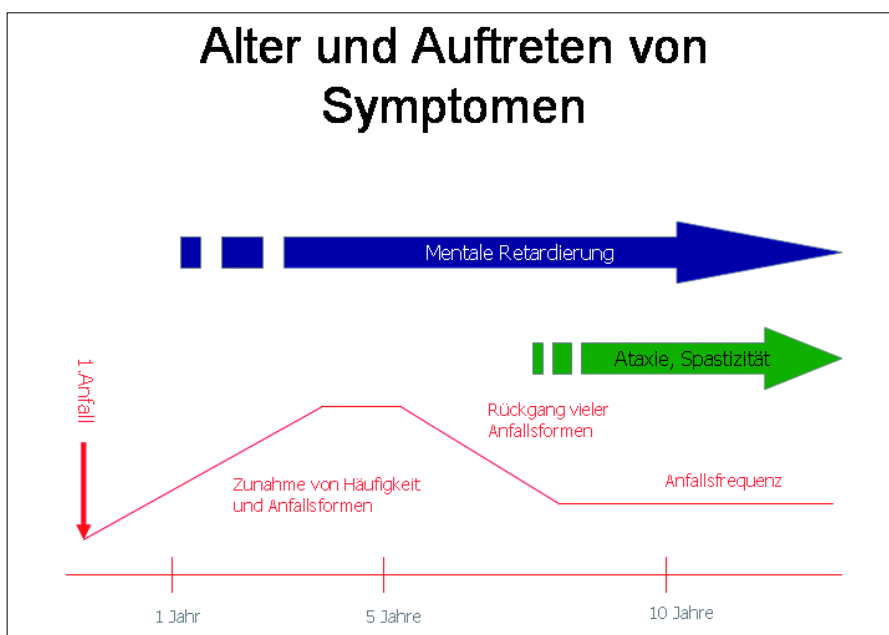 Alter und Auftreten von
Symptomen
Mentale Retardierung
Ataxie, Spastizität
1.Anfall
Rückgang vieler
Anfallsformen
Zunahme von Häufigkeit
und Anfallsformen
Anfallsfrequenz
1 Jahr
5 Jahre
10 Jahre